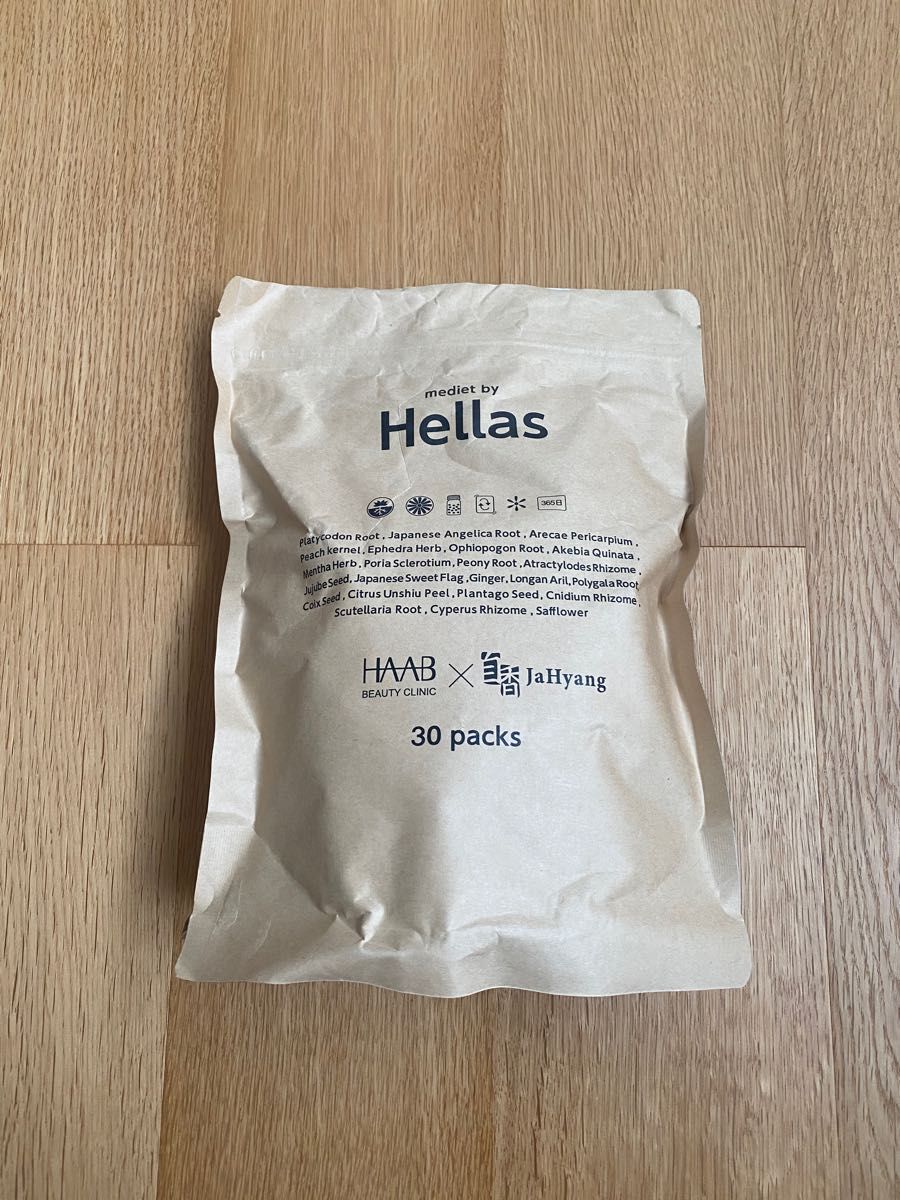 mediet by
Hellas
365日
Platycodon Root , Japanese Angelica Root , Arecae Pericarpium ,
Peach kernel , Ephedra Herb , Ophiopogon Root , Akebia Quinata ,
Mentha Herb , Poria Sclerotium , Peony Root , Atractylodes Rhizome ,
Jujube Seed , Japanese Sweet Flag , Ginger , Longan Aril , Polygala Root
Coix Seed , Citrus Unshiu Peel , Plantago Seed , Cnidium Rhizome ,
Scutellaria Root , Cyperus Rhizome , Safflower
HAAB × 自香 JaHyang
BEAUTY CLINIC
30 packs